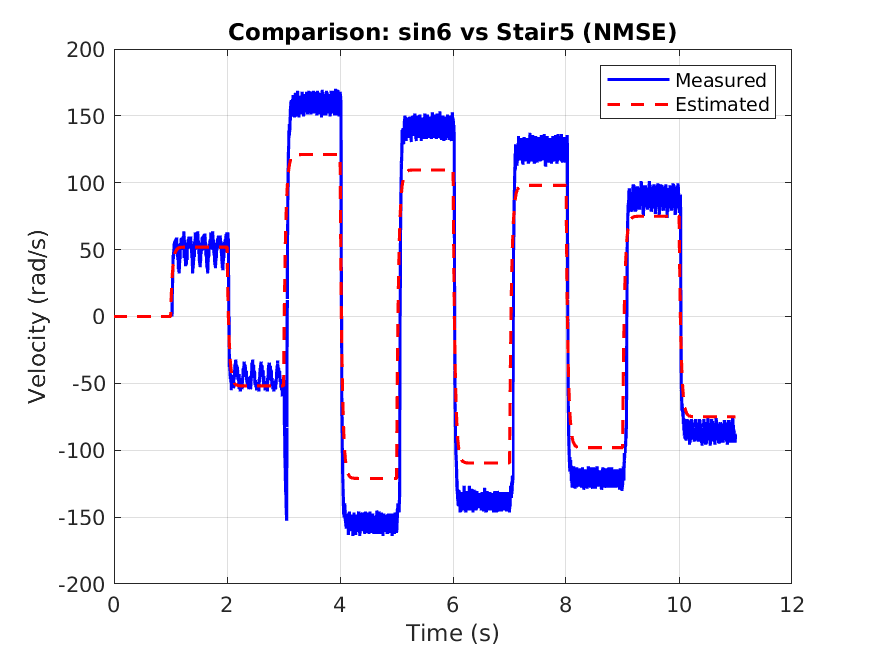 Comparison: sin6 vs Stair5 (NMSE)
Measured
Estimated
200
150
100
50
0
-50
-100
-150
-200
Velocity (rad/s)
0 2 4 6 8 10 12
Time (s)